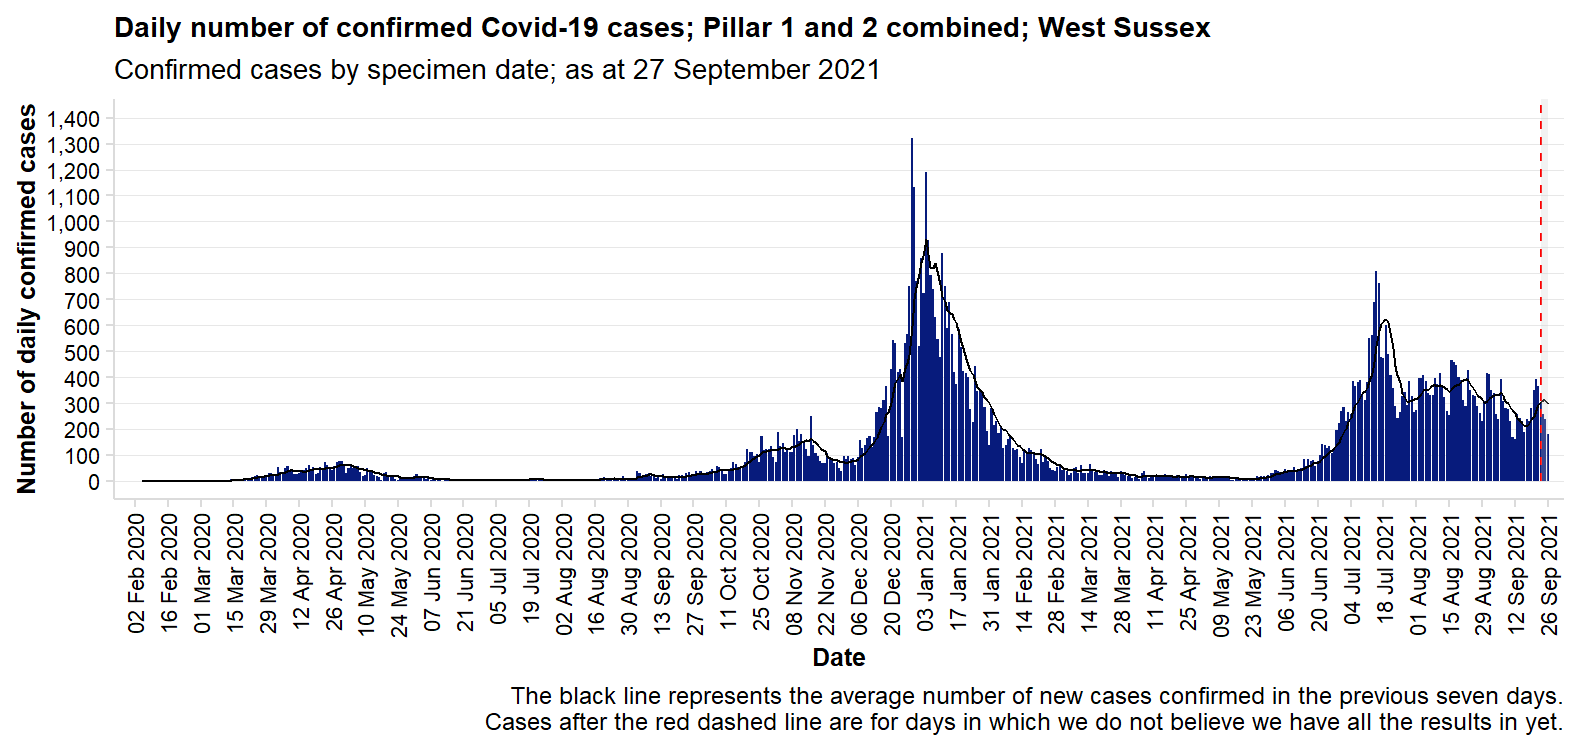 Daily number of confirmed Covid-19 cases; Pillar 1 and 2 combined; West Sussex
Confirmed cases by specimen date; as at 27 September 2021
Number of daily confirmed cases
1,400
1,300
1,200
1,100
1,000
900
800
700
600
500
400
300
200
100
0
02 Feb 2020
16 Feb 2020
01 Mar 2020
15 Mar 2020
29 Mar 2020
12 Apr 2020
26 Apr 2020
10 May 2020
24 May 2020
07 Jun 2020
21 Jun 2020
05 Jul 2020
19 Jul 2020
02 Aug 2020
16 Aug 2020
30 Aug 2020
13 Sep 2020
27 Sep 2020
11 Oct 2020
25 Oct 2020
08 Nov 2020
22 Nov 2020
06 Dec 2020
20 Dec 2020
03 Jan 2021
17 Jan 2021
31 Jan 2021
14 Feb 2021
28 Feb 2021
14 Mar 2021
28 Mar 2021
11 Apr 2021
25 Apr 2021
09 May 2021
23 May 2021
06 Jun 2021
20 Jun 2021
04 Jul 2021
18 Jul 2021
01 Aug 2021
15 Aug 2021
29 Aug 2021
12 Sep 2021
26 Sep 2021
Date
The black line represents the average number of new cases confirmed in the previous seven days.
Cases after the red dashed line are for days in which we do not believe we have all the results in yet.